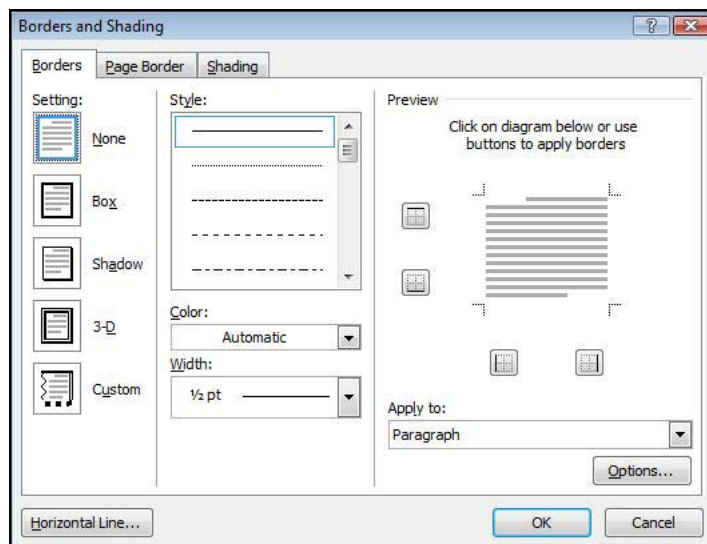 Borders and Shading
Borders
Page Border
Shading
Setting:
None
Box
Shadow
3-D
Custom
Style:
Color:
Automatic
Width:
½ pt
Preview
Click on diagram below or use
buttons to apply borders
Apply to:
Paragraph
Options...
Horizontal Line...
OK
Cancel